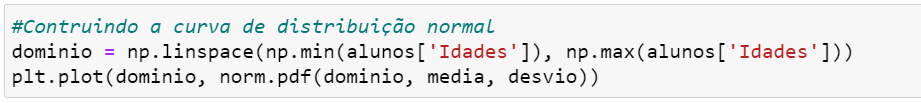 #Contruindo a curva de distribuição normal
dominio = np.linspace(np.min(alunos['Idades']), np.max(alunos['Idades']))
plt.plot(dominio, norm.pdf(dominio, media, desvio))